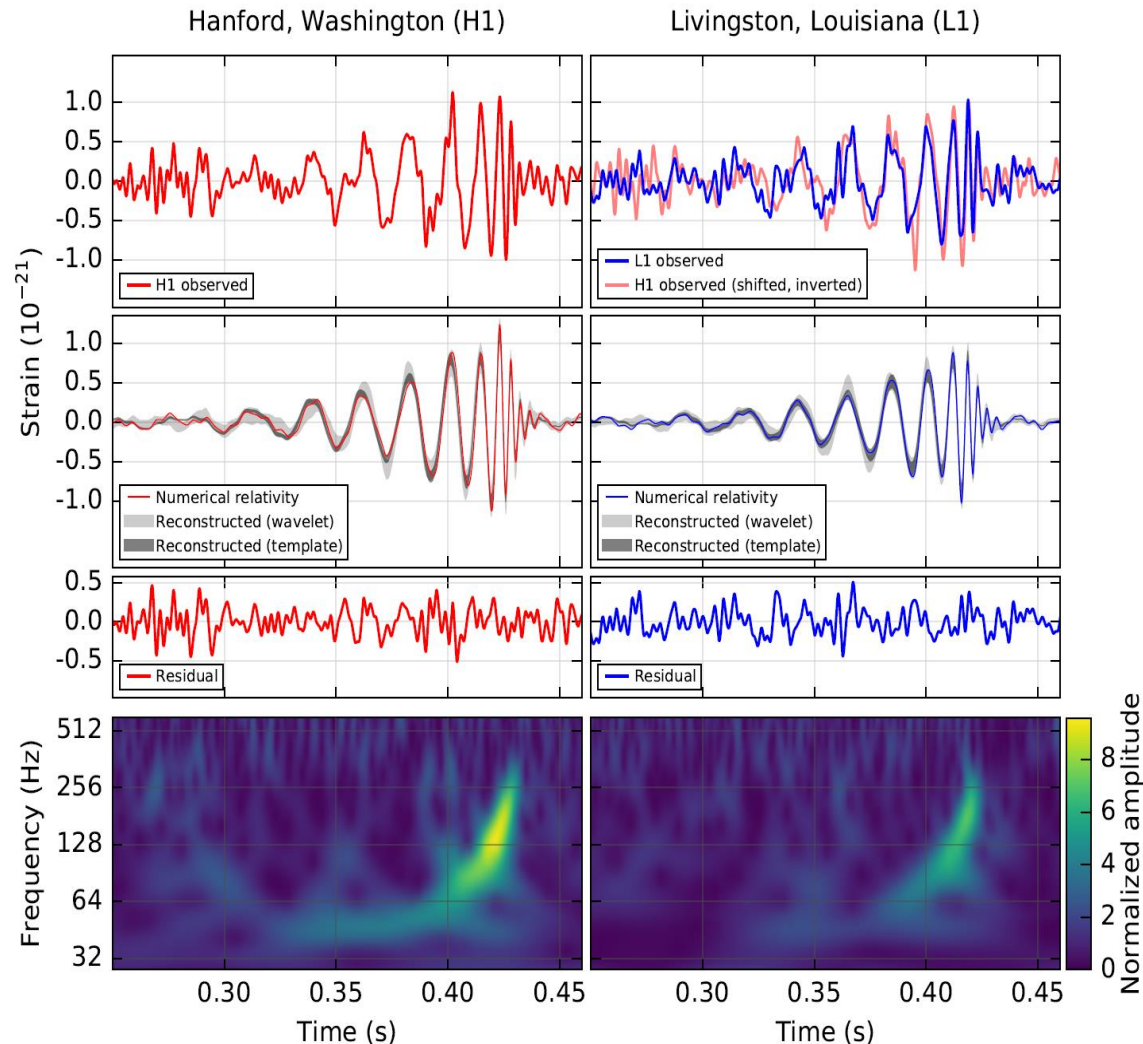 Hanford, Washington (H1)
Livingston, Louisiana (L1)
Strain (10⁻²¹)
1.0
0.5
0.0
-0.5
-1.0
H1 observed
L1 observed
H1 observed (shifted, inverted)
1.0
0.5
0.0
-0.5
-1.0
Numerical relativity
Reconstructed (wavelet)
Reconstructed (template)
Numerical relativity
Reconstructed (wavelet)
Reconstructed (template)
0.5
0.0
-0.5
Residual
Residual
Frequency (Hz)
512
256
128
64
32
Normalized amplitude
8
6
4
2
0
0.30 0.35 0.40 0.45
0.30 0.35 0.40 0.45
Time (s)
Time (s)